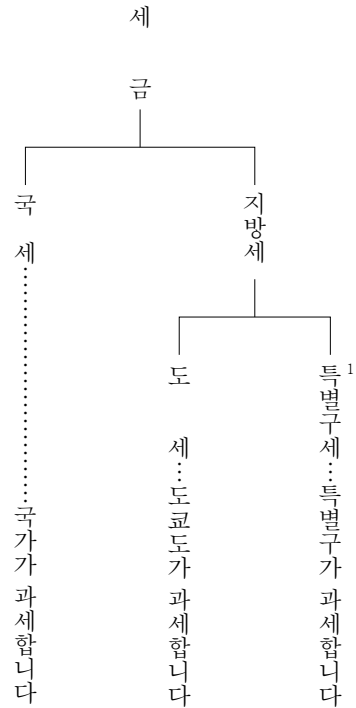 세 금
국 세……………………국가가 과세합니다
지방세
도 세…도쿄도가 과세합니다
특별구세…특별구가 과세합니다
1